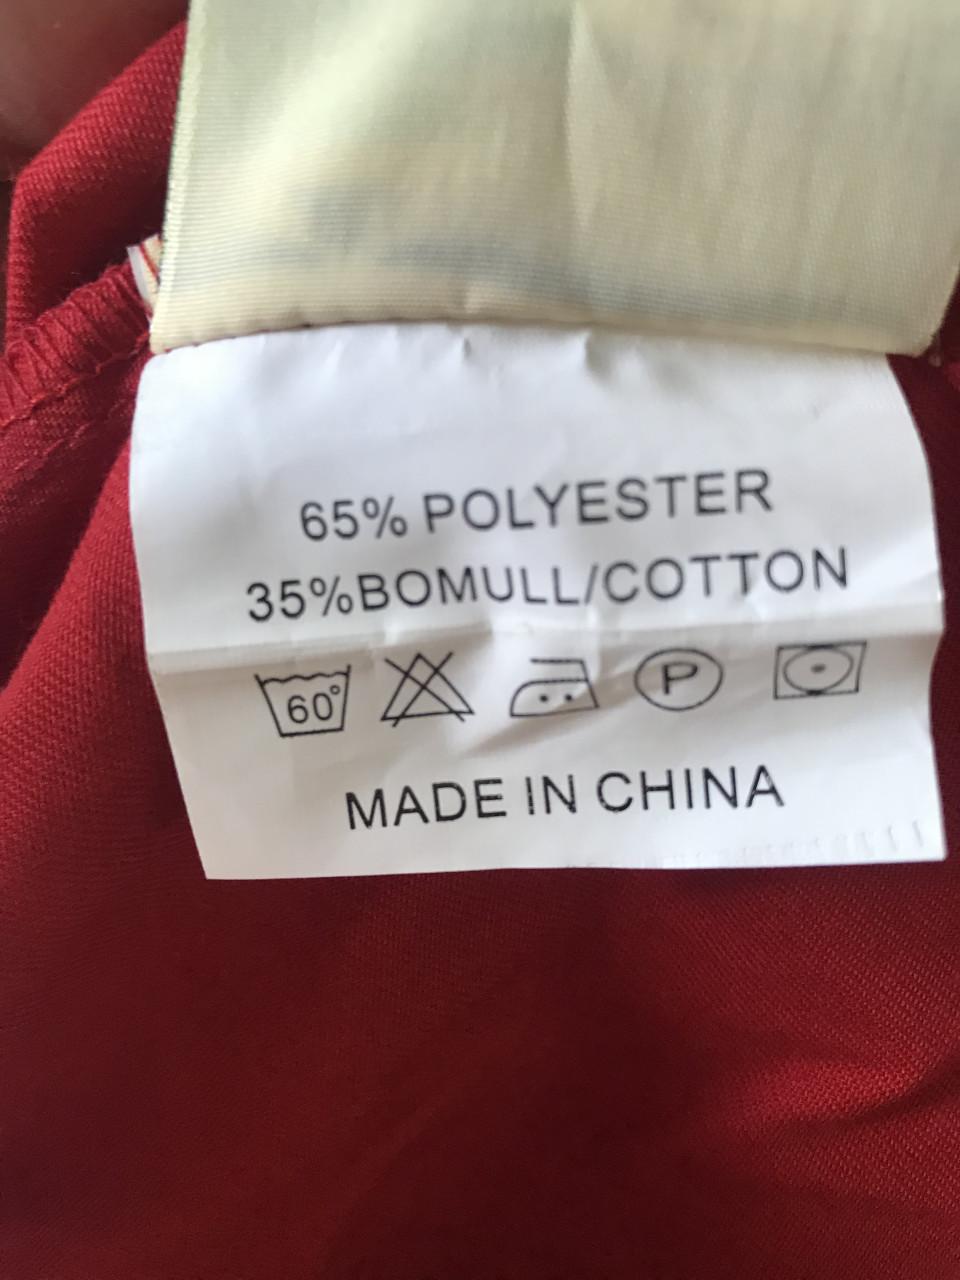 65% POLYESTER
35%BOMULL/COTTON
60° P
MADE IN CHINA